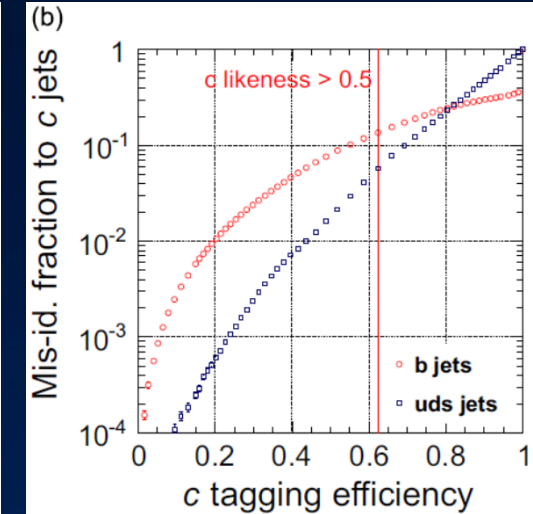 (b)
Mis-id. fraction to c jets
1
10⁻¹
10⁻²
10⁻³
10⁻⁴
c likeness > 0.5
b jets
uds jets
0 0.2 0.4 0.6 0.8 1
c tagging efficiency